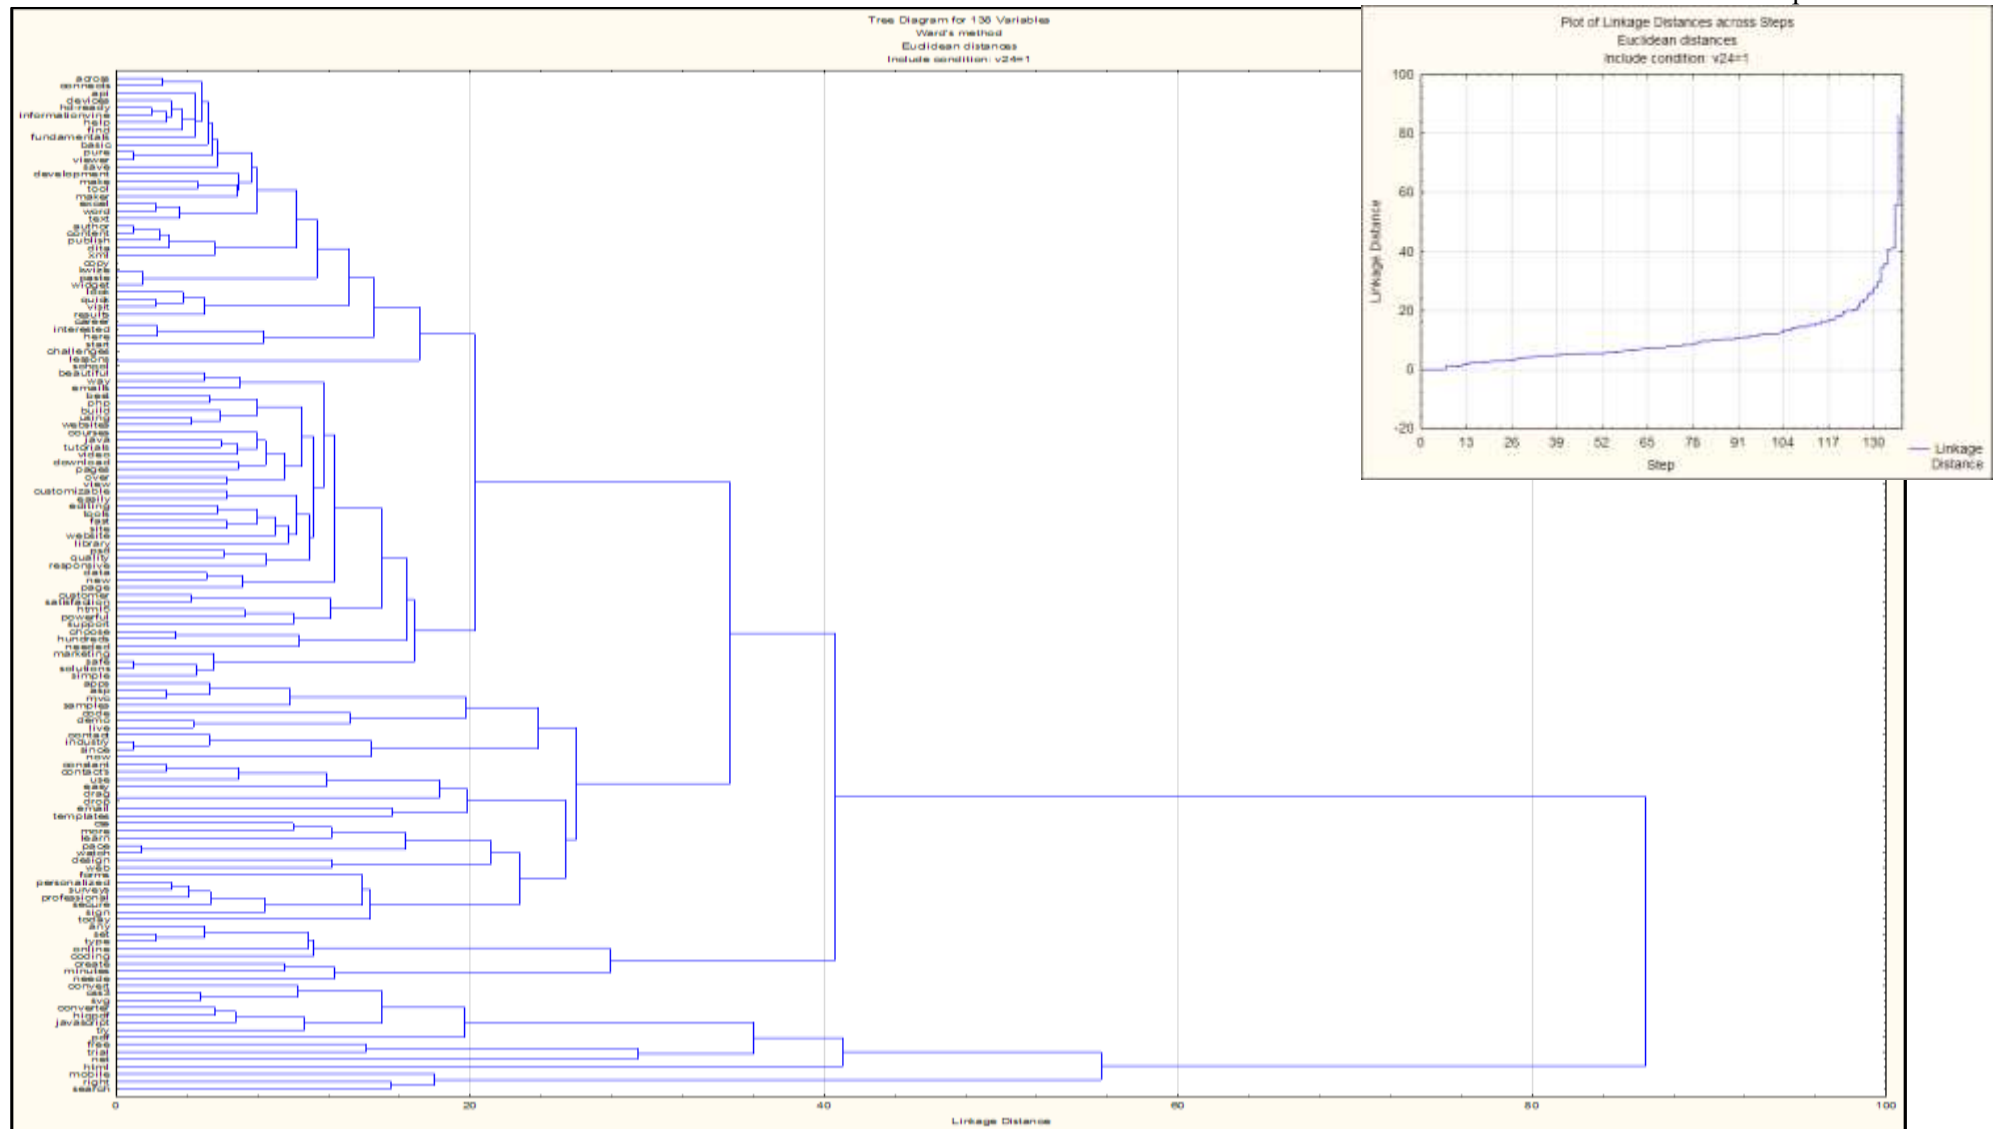 Tree Diagram for 138 Variables
Ward's method
Euclidean distances
Include condition: v24=1
across
connects
api
devices
hd-ready
informationvine
help
find
fundamentals
basic
pure
viewer
save
development
make
tool
maker
excel
word
text
author
content
publish
dita
xml
copy
kwizk
paste
widget
look
quick
visit
results
career
interested
here
start
challenges
lessons
school
beautiful
way
emails
best
php
build
using
websites
courses
java
tutorials
video
download
pages
over
view
customizable
easily
editing
tools
fast
site
website
library
psd
quality
responsive
data
new
page
customer
satisfaction
html5
powerful
support
choose
hundreds
needed
marketing
safe
solutions
simple
apps
asp
mvc
samples
code
demo
live
contact
industry
since
now
constant
contact's
use
easy
drag
drop
email
templates
more
learn
pace
watch
design
web
forms
personalized
surveys
professional
secure
sign
today
any
set
type
online
coding
create
minutes
needs
convert
css3
svg
converter
hiqpdf
javascript
try
pdf
free
trial
net
html
mobile
right
search
0
20
40
60
80
100
Linkage Distance
Plot of Linkage Distances across Steps
Euclidean distances
Include condition: v24=1
100
80
60
40
20
0
-20
Linkage Distance
0 13 26 39 52 65 78 91 104 117 130
Step
Linkage
Distance